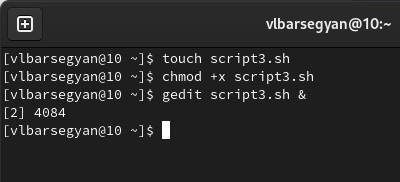 vlbarsegyan@10:~
[vlbarsegyan@10 ~]$ touch script3.sh
[vlbarsegyan@10 ~]$ chmod +x script3.sh
[vlbarsegyan@10 ~]$ gedit script3.sh &
[2] 4084
[vlbarsegyan@10 ~]$